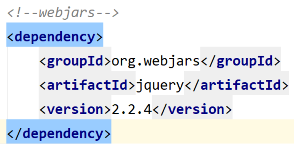 <!--webjars-->
<dependency>
    <groupId>org.webjars</groupId>
    <artifactId>jquery</artifactId>
    <version>2.2.4</version>
</dependency>